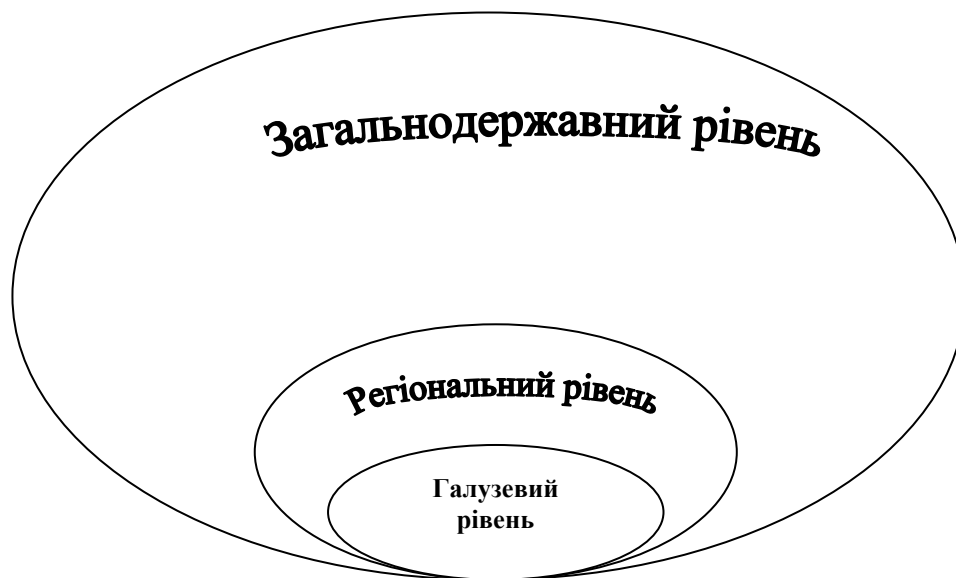 Загальнодержавний рівень
Регіональний рівень
Галузевий
рівень